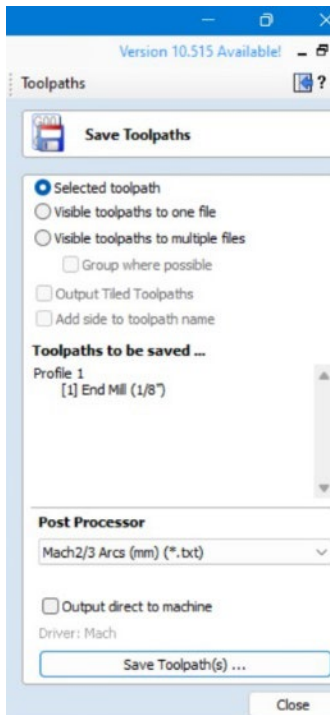 Version 10.515 Available!
Toolpaths
?
Save Toolpaths
Selected toolpath
Visible toolpaths to one file
Visible toolpaths to multiple files
Group where possible
Output Tiled Toolpaths
Add side to toolpath name
Toolpaths to be saved ...
Profile 1
[1] End Mill (1/8")
Post Processor
Mach2/3 Arcs (mm) (*.txt)
Output direct to machine
Driver: Mach
Save Toolpath(s) ...
Close